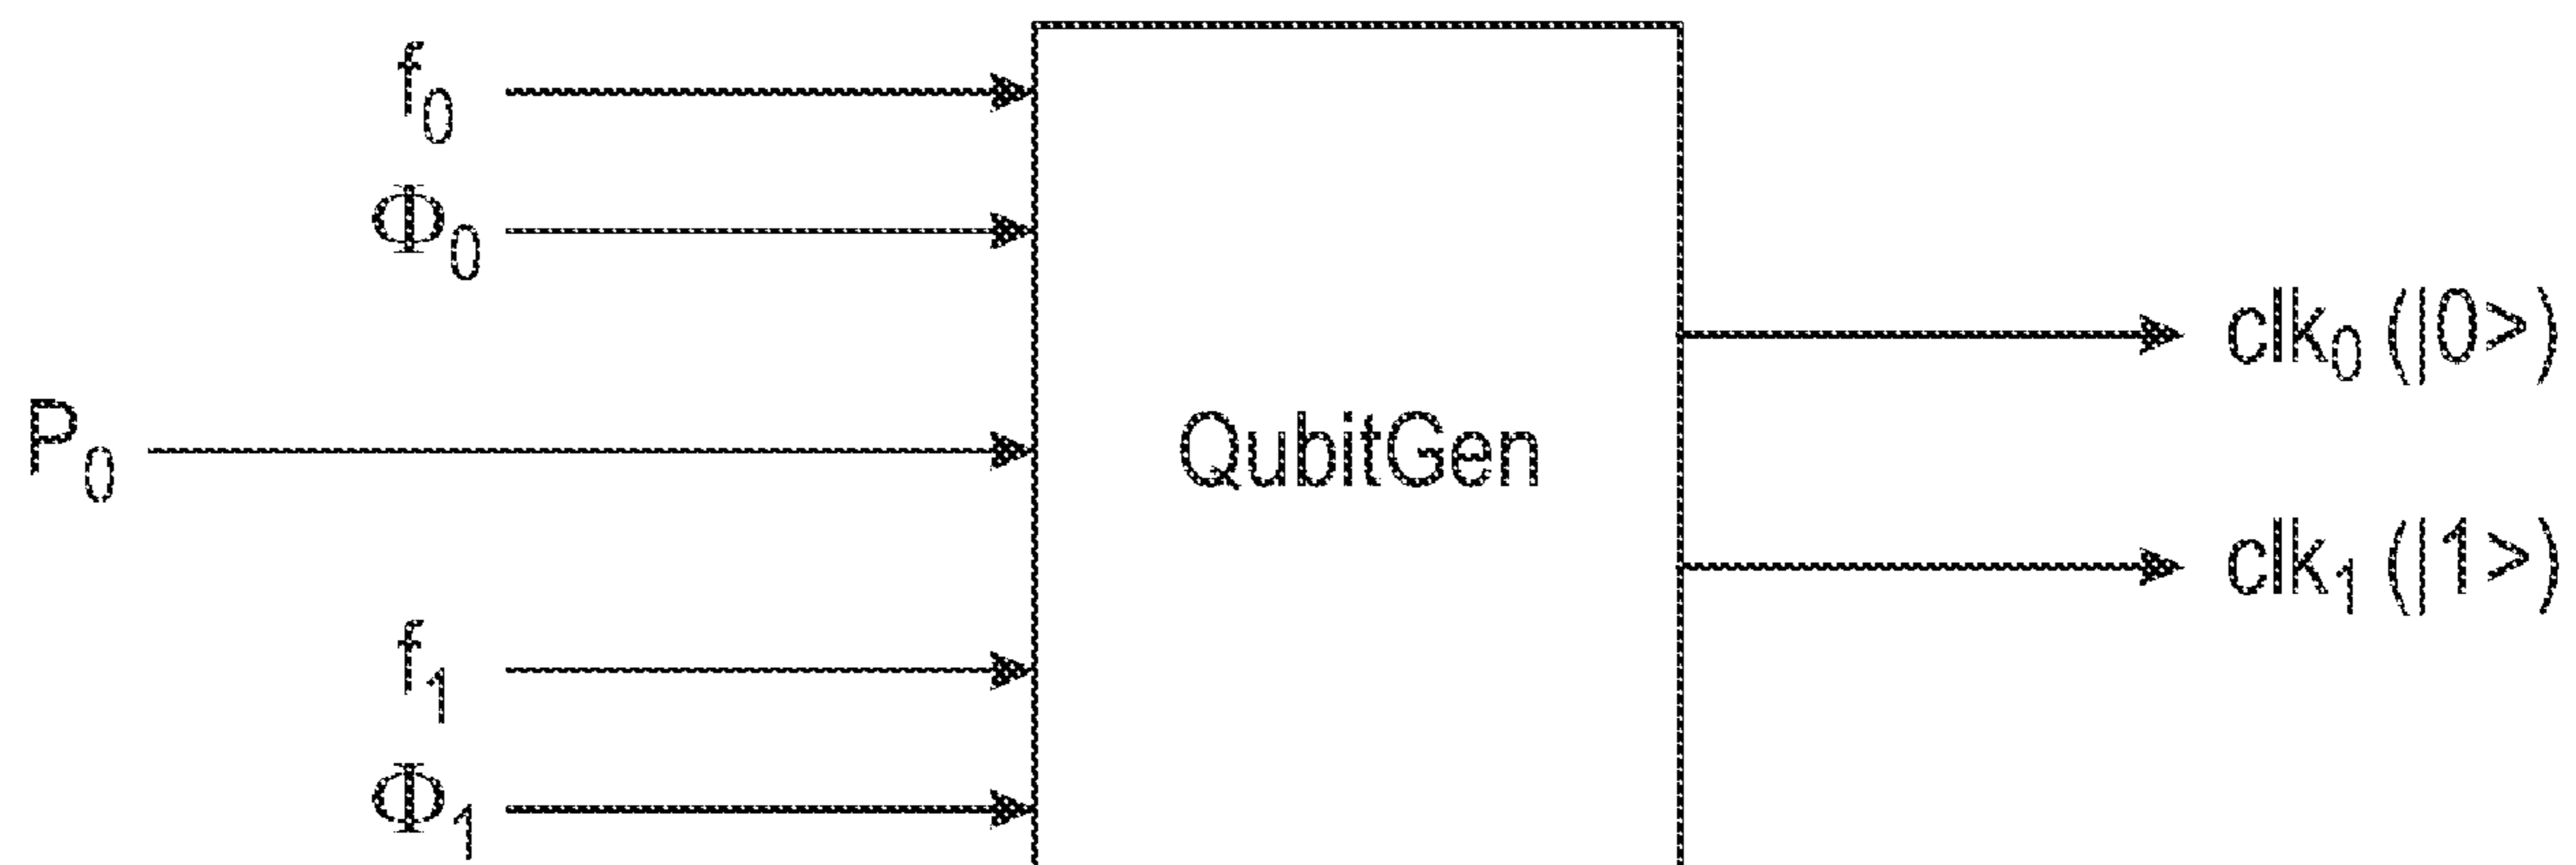 f₀
Φ₀
clk₀ (|0>)
P₀
QubitGen
clk₁ (|1>)
f₁
Φ₁